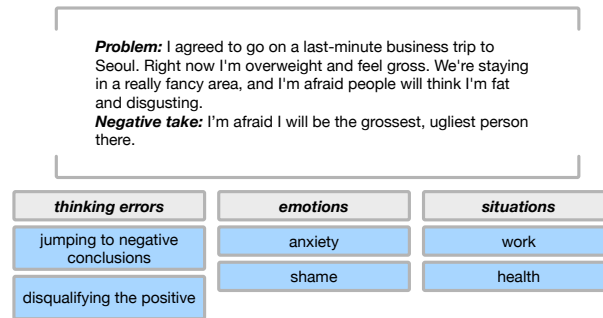 Problem: I agreed to go on a last-minute business trip to
Seoul. Right now I'm overweight and feel gross. We're staying
in a really fancy area, and I'm afraid people will think I'm fat
and disgusting.
Negative take: I’m afraid I will be the grossest, ugliest person
there.
thinking errors
emotions
situations
jumping to negative
conclusions
anxiety
work
disqualifying the positive
shame
health